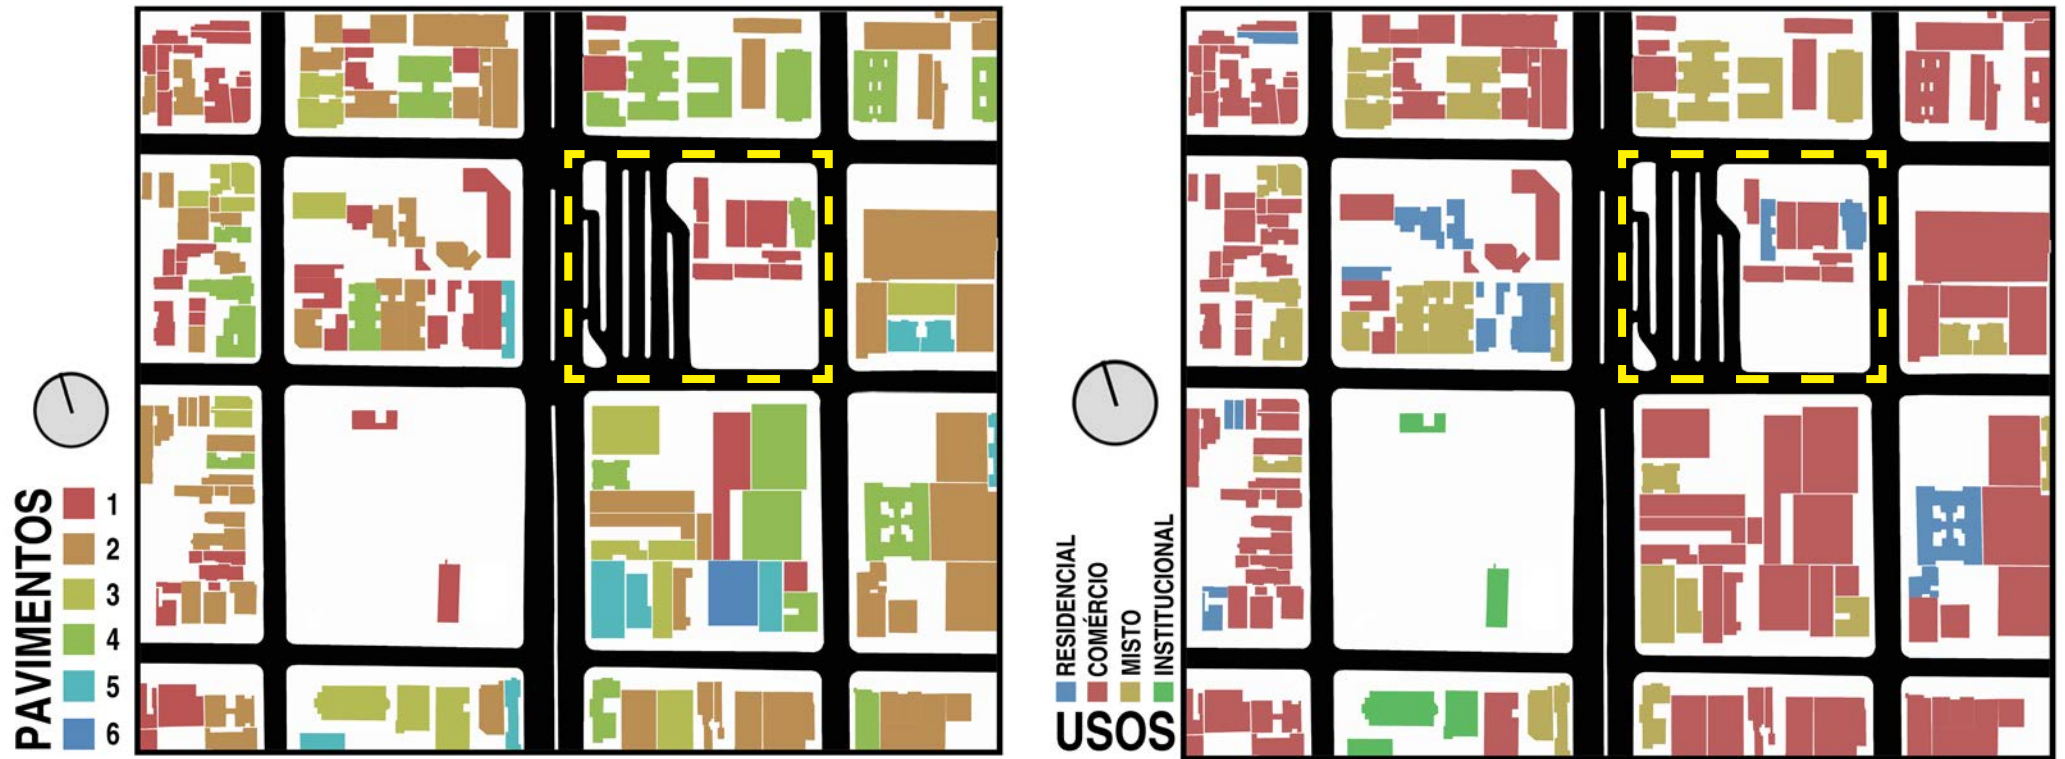 PAVIMENTOS
1
2
3
4
5
6
USOS
RESIDENCIAL
COMÉRCIO
MISTO
INSTITUCIONAL